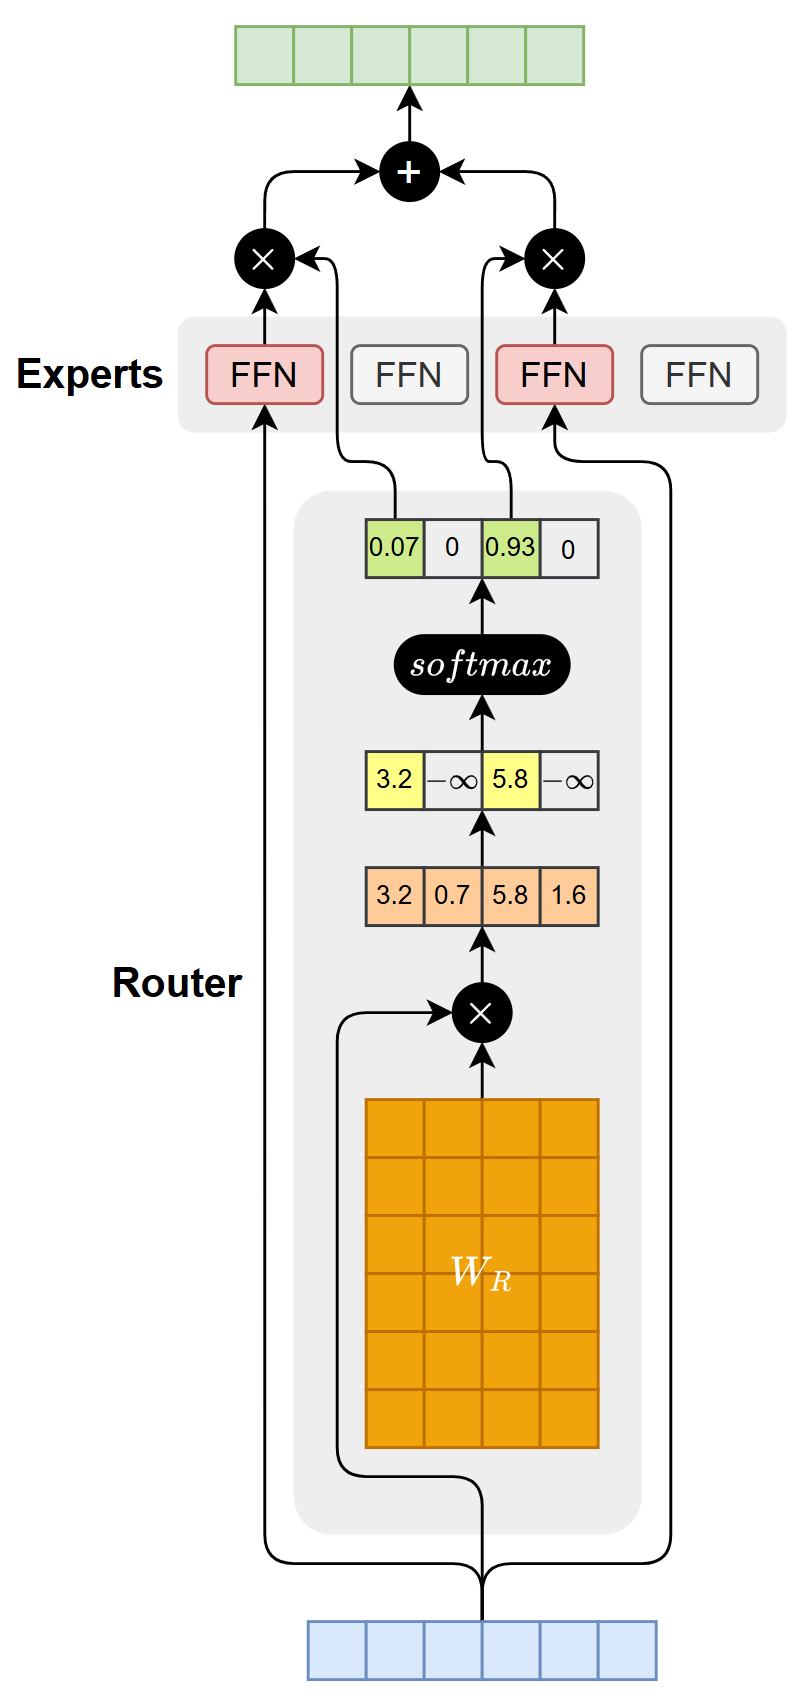 +
× ×
Experts FFN FFN FFN FFN
0.07 0 0.93 0
softmax
3.2 −∞ 5.8 −∞
3.2 0.7 5.8 1.6
Router
×
W_R